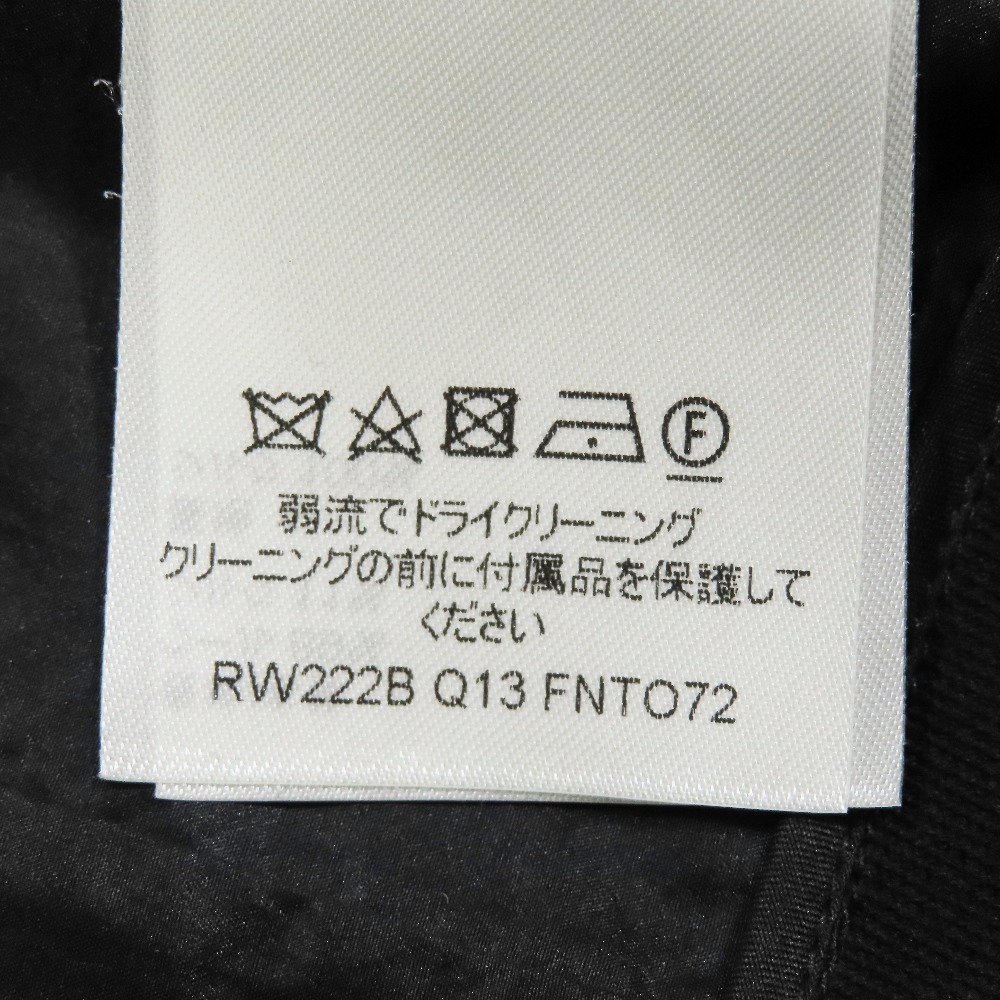 F
弱流でドライクリーニング
クリーニングの前に付属品を保護して
ください
RW222B Q13 FNTO72